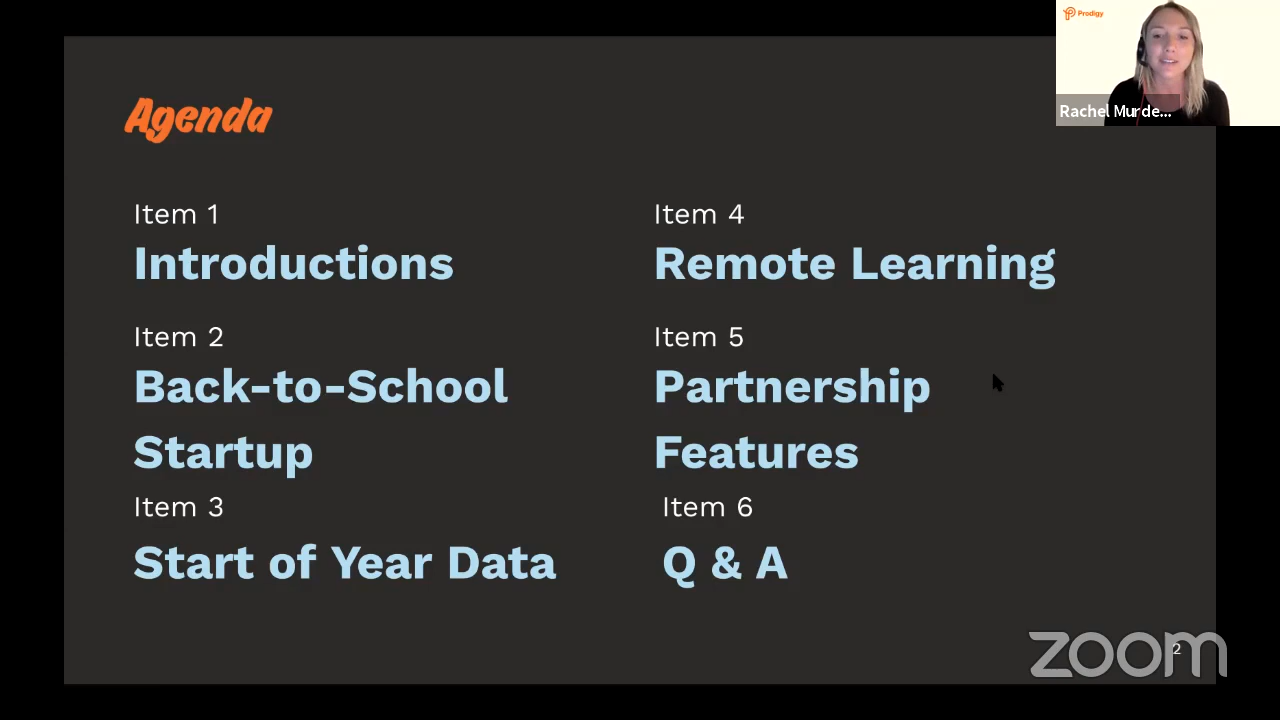 Prodigy
Rachel Murde...
Agenda
Item 1
Introductions
Item 2
Back-to-School
Startup
Item 3
Start of Year Data
Item 4
Remote Learning
Item 5
Partnership
Features
Item 6
Q & A
zoom
2